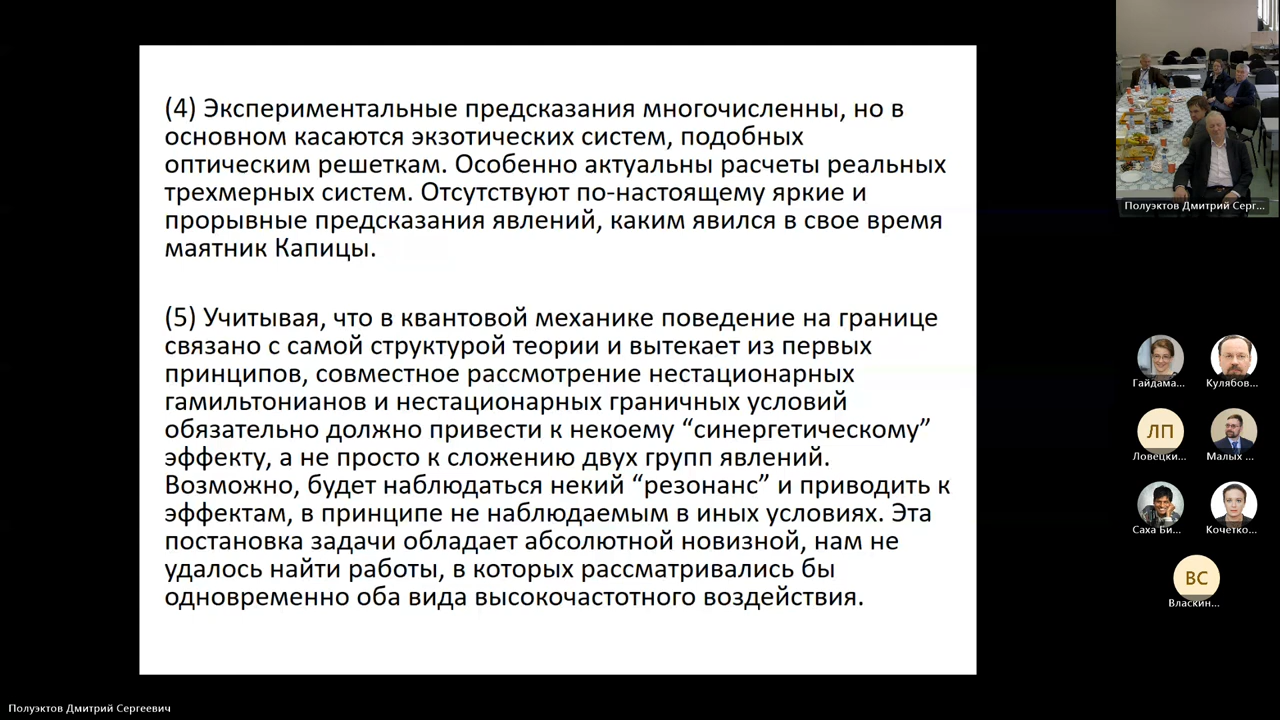 (4) Экспериментальные предсказания многочисленны, но в
основном касаются экзотических систем, подобных
оптическим решеткам. Особенно актуальны расчеты реальных
трехмерных систем. Отсутствуют по-настоящему яркие и
прорывные предсказания явлений, каким явился в свое время
маятник Капицы.
(5) Учитывая, что в квантовой механике поведение на границе
связано с самой структурой теории и вытекает из первых
принципов, совместное рассмотрение нестационарных
гамильтонианов и нестационарных граничных условий
обязательно должно привести к некоему “синергетическому”
эффекту, а не просто к сложению двух групп явлений.
Возможно, будет наблюдаться некий “резонанс” и приводить к
эффектам, в принципе не наблюдаемым в иных условиях. Эта
постановка задачи обладает абсолютной новизной, нам не
удалось найти работы, в которых рассматривались бы
одновременно оба вида высокочастотного воздействия.
Полуэктов Дмитрий Серг...
Гайдама...
Кулябов...
ЛП
Ловецки...
Малых ...
Саха Би...
Кочетко...
ВС
Власкин...
Полуэктов Дмитрий Сергеевич